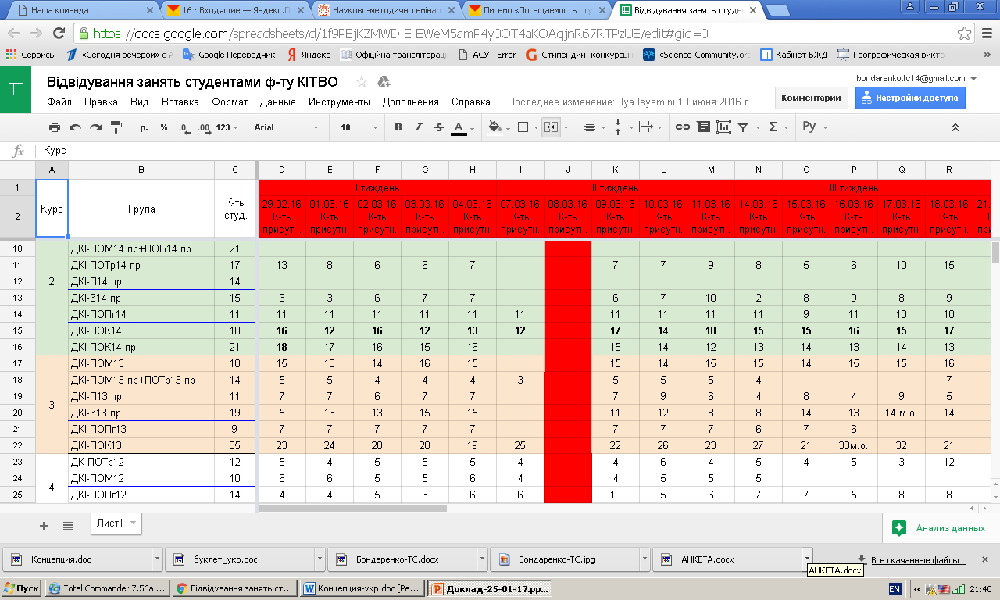 Наша команда
16 · Входящие — Яндекс.П
Науково-методичні семінар
Письмо «Посещаемость сту
Відвідування занять студе
https://docs.google.com/spreadsheets/d/
/edit#gid=0
Сервисы «Сегодня вечером» с А Google Переводчик Яндекс Офіційна транслітерац АСУ - Error Стипендии, конкурсы «Science-Community.org Кабінет БЖД Географическая викто »
Відвідування занять студентами ф-ту КІТВО
bondarenko.tc14@gmail.com
Файл Правка Вид Вставка Формат Данные Инструменты Дополнения Справка Последнее изменение: Ilya Isyemini 10 июня 2016 г.
Комментарии Настройки доступа
р. % .0 .00 123 Arial 10 B I S A Σ Ру
fx Курс
A B C D E F G H I J K L M N O P Q R
1 І тиждень ІІ тиждень ІІІ тиждень
2 Курс Група К-ть студ. 29.02.16 К-ть присутн. 01.03.16 К-ть присутн. 02.03.16 К-ть присутн. 03.03.16 К-ть присутн. 04.03.16 К-ть присутн. 07.03.16 К-ть присутн. 08.03.16 К-ть присутн. 09.03.16 К-ть присутн. 10.03.16 К-ть присутн. 11.03.16 К-ть присутн. 14.03.16 К-ть присутн. 15.03.16 К-ть присутн. 16.03.16 К-ть присутн. 17.03.16 К-ть присутн. 18.03.16 К-ть присутн. 21.
10 ДКІ-ПОМ14 пр+ПОБ14 пр 21
11 ДКІ-ПОТр14 пр 17 13 8 6 6 7 7 7 9 8 5 6 10 15
12 2 ДКІ-П14 пр 14
13 ДКІ-З14 пр 15 6 3 6 7 7 6 7 10 2 8 9 8 9
14 ДКІ-ПОПг14 11 11 11 11 11 11 11 11 11 11 11 9 11 10 10
15 ДКІ-ПОК14 18 16 12 16 12 13 12 17 14 18 15 15 16 15 17
16 ДКІ-ПОК14 пр 21 18 17 16 15 16 15 14 12 13 14 13 14 13
17 ДКІ-ПОМ13 18 15 13 14 16 15 15 14 15 15 14 15 15 16
18 ДКІ-ПОМ13 пр+ПОТр13 пр 14 5 5 4 4 4 3 5 5 5 4 7
19 3 ДКІ-П13 пр 11 7 7 6 7 7 7 9 6 4 8 4 9 5
20 ДКІ-З13 пр 19 5 16 13 15 15 11 12 8 8 14 13 14 м.о. 14
21 ДКІ-ПОПг13 9 7 7 7 7 7 7 7 7 6 7 6
22 ДКІ-ПОК13 35 23 24 28 20 19 25 22 26 23 27 21 33м.о. 32 21
23 ДК-ПОТр12 12 5 4 5 5 5 4 4 6 4 5 4 5 3 12
24 4 ДКІ-ПОМ12 10 6 6 5 5 6 4 4 5 5 5
25 ДКІ-ПОПг12 14 4 4 5 6 6 6 10 5 6 7 7 5 8 8
+ Лист1 Анализ данных
Концепция.doc буклет_укр.doc Бондаренко-ТС.docx Бондаренко-ТС.jpg АНКЕТА.docx Все скачанные файлы...
АНКЕТА.docx
Пуск Total Commander 7.56a ... Відвідування занять ст... Концепция-укр.doc [Ре... Доклад-25-01-17.pp... EN « 21:40